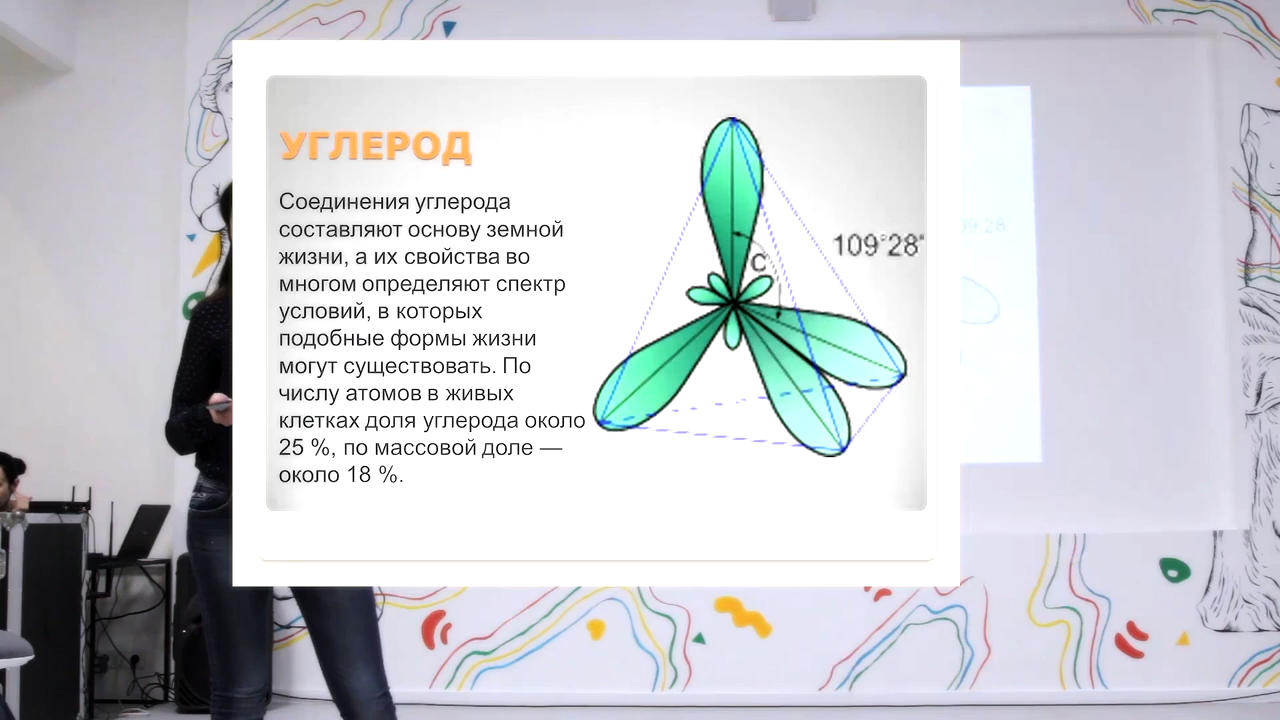 УГЛЕРОД
Соединения углерода
составляют основу земной
жизни, а их свойства во
многом определяют спектр
условий, в которых
подобные формы жизни
могут существовать. По
числу атомов в живых
клетках доля углерода около
25 %, по массовой доле —
около 18 %.
109°28'
C